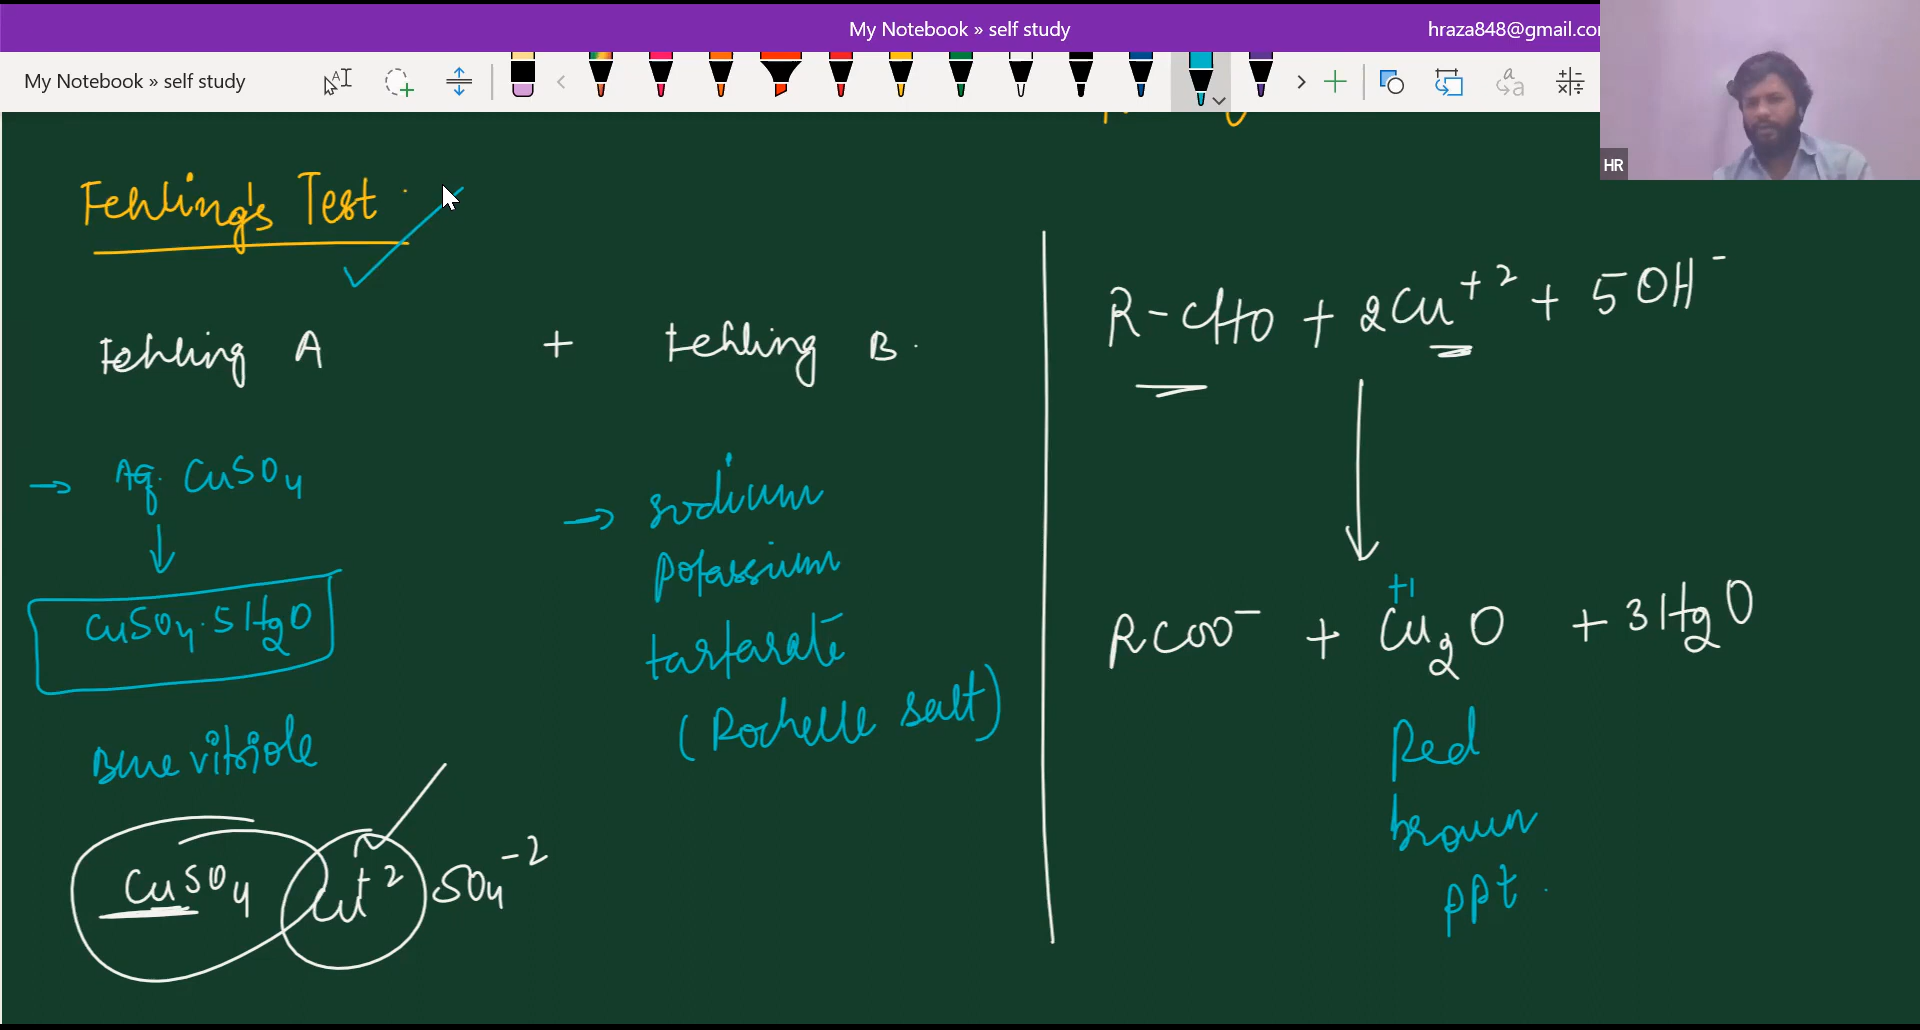 My Notebook » self study
hraza848@gmail.co
My Notebook » self study
HR
Fehling's Test
Fehling A + Fehling B.
→ Aq. CuSO4
↓
CuSO4.5H2O
Blue vitriole
CuSO4 Cu+2 SO4-2
→ sodium
potassium
tartarate
(Rochelle salt)
R-CHO + 2Cu+2 + 5OH-
↓
+1
RCOO- + Cu2O + 3H2O
Red
brown
ppt.